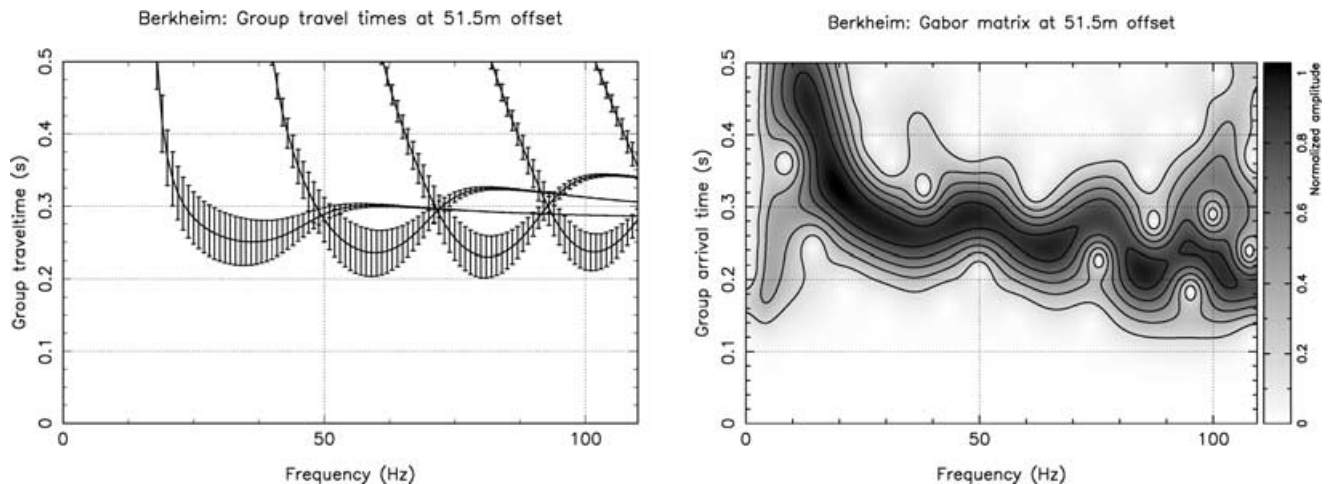 Berkheim: Group travel times at 51.5m offset
Group traveltime (s)
0.5
0.4
0.3
0.2
0.1
0
0 50 100
Frequency (Hz)
Berkheim: Gabor matrix at 51.5m offset
Group arrival time (s)
0.5
0.4
0.3
0.2
0.1
0
0 50 100
Frequency (Hz)
1
0.8
0.6
0.4
0.2
0
Normalized amplitude